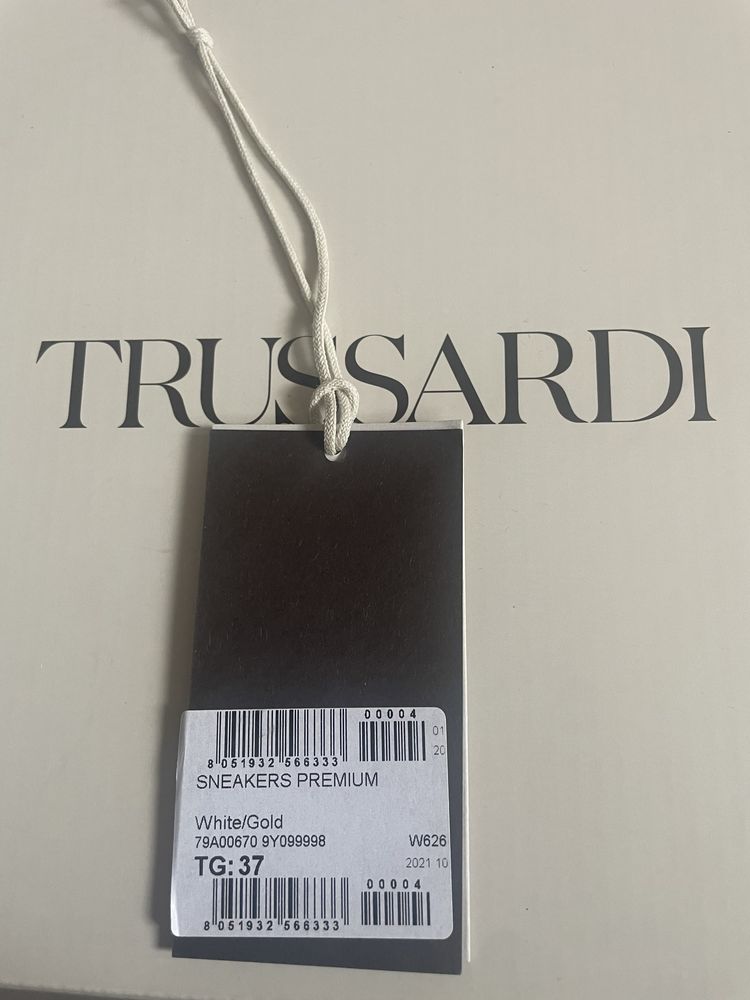 TRUSSARDI
00004
01
20
8 051932 566333
SNEAKERS PREMIUM
White/Gold
79A00670 9Y099998 W626
TG: 37 2021 10
00004
8 051932 566333